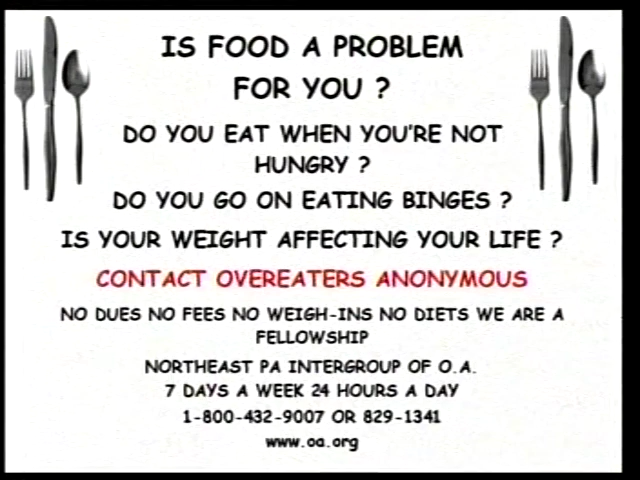 IS FOOD A PROBLEM
FOR YOU ?
DO YOU EAT WHEN YOU'RE NOT
HUNGRY ?
DO YOU GO ON EATING BINGES ?
IS YOUR WEIGHT AFFECTING YOUR LIFE ?
CONTACT OVEREATERS ANONYMOUS
NO DUES NO FEES NO WEIGH-INS NO DIETS WE ARE A
FELLOWSHIP
NORTHEAST PA INTERGROUP OF O.A.
7 DAYS A WEEK 24 HOURS A DAY
1-800-432-9007 OR 829-1341
www.oa.org